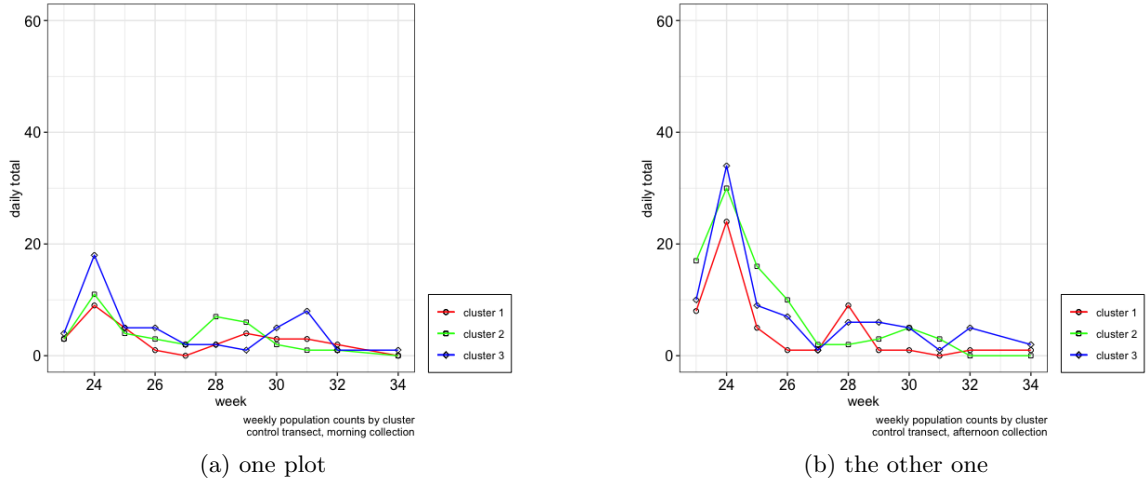 60
40
20
0
daily total
24 26 28 30 32 34
week
cluster 1
cluster 2
cluster 3
weekly population counts by cluster
control transect, morning collection
(a) one plot
60
40
20
0
daily total
24 26 28 30 32 34
week
cluster 1
cluster 2
cluster 3
weekly population counts by cluster
control transect, afternoon collection
(b) the other one